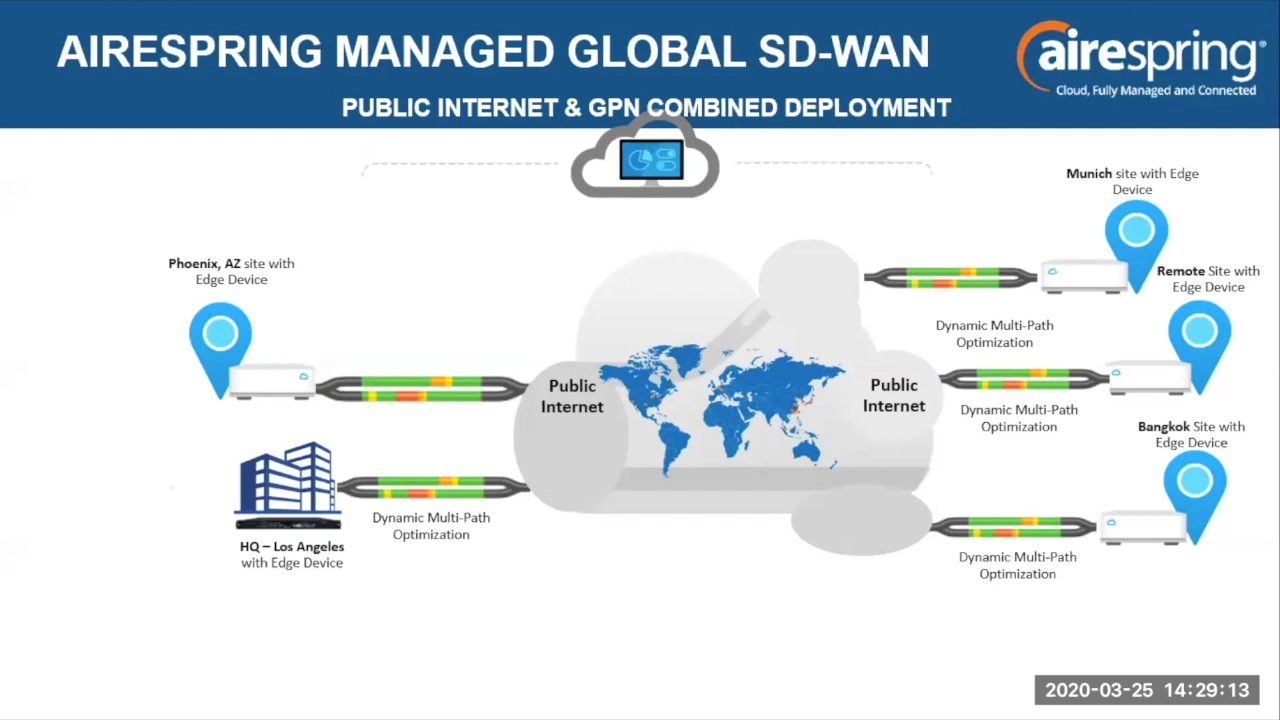 AIRESPRING MANAGED GLOBAL SD-WAN
PUBLIC INTERNET & GPN COMBINED DEPLOYMENT
airespring®
Cloud, Fully Managed and Connected
Munich site with Edge
Device
Phoenix, AZ site with
Edge Device
Remote Site with
Edge Device
Dynamic Multi-Path
Optimization
Public
Internet
Public
Internet
Dynamic Multi-Path
Optimization
Bangkok Site with
Edge Device
Dynamic Multi-Path
Optimization
HQ – Los Angeles
with Edge Device
Dynamic Multi-Path
Optimization
2020-03-25 14:29:13